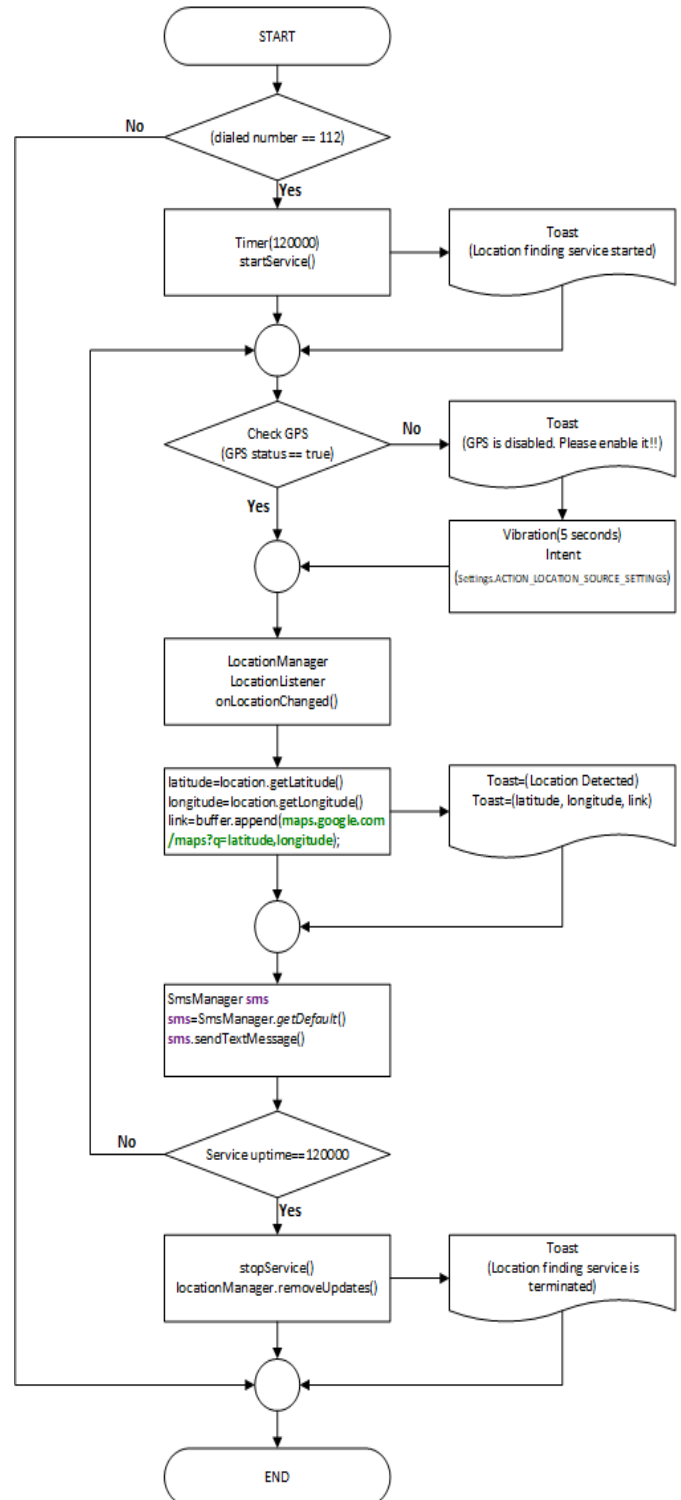 START
No
(dialed number == 112)
Yes
Timer(120000)
startService()
Toast
(Location finding service started)
Check GPS
(GPS status == true)
No
Toast
(GPS is disabled. Please enable it!!)
Yes
Vibration(5 seconds)
Intent
(Settings.ACTION_LOCATION_SOURCE_SETTINGS)
LocationManager
LocationListener
onLocationChanged()
latitude=location.getLatitude()
longitude=location.getLongitude()
link=buffer.append(maps.google.com
/maps?q=latitude,longitude);
Toast=(Location Detected)
Toast=(latitude, longitude, link)
SmsManager sms
sms=SmsManager.getDefault()
sms.sendTextMessage()
No
Service uptime==120000
Yes
stopService()
locationManager.removeUpdates()
Toast
(Location finding service is
terminated)
END